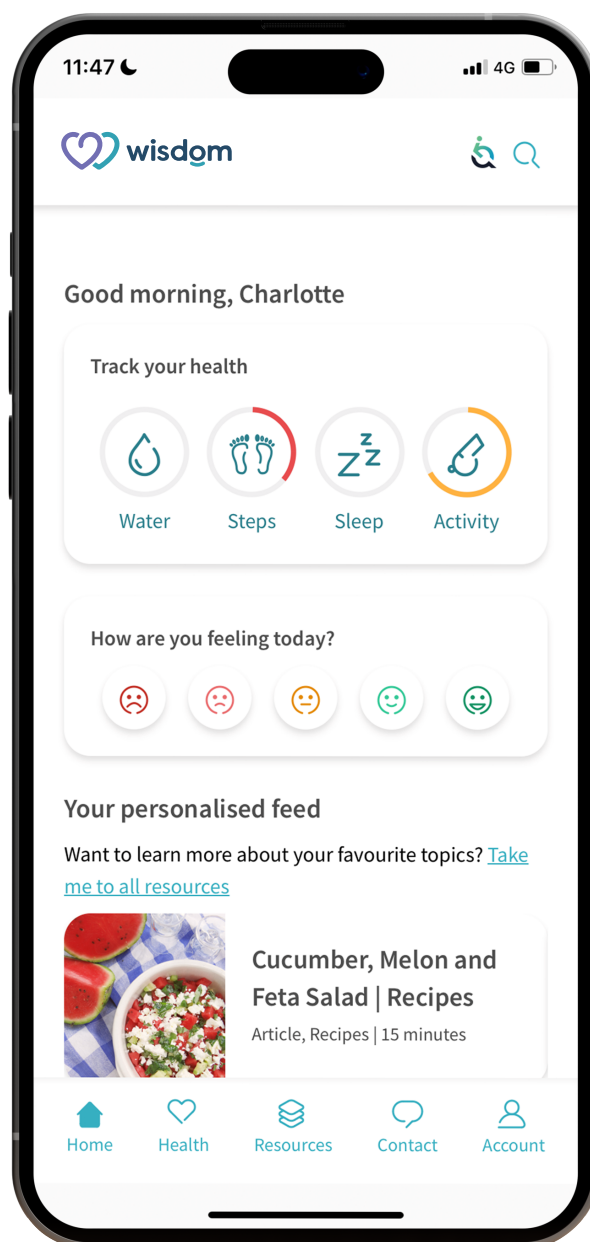 11:47
4G
wisdom
Good morning, Charlotte
Track your health
Water Steps Sleep Activity
How are you feeling today?
Your personalised feed
Want to learn more about your favourite topics? Take
me to all resources
Cucumber, Melon and
Feta Salad | Recipes
Article, Recipes | 15 minutes
Home Health Resources Contact Account